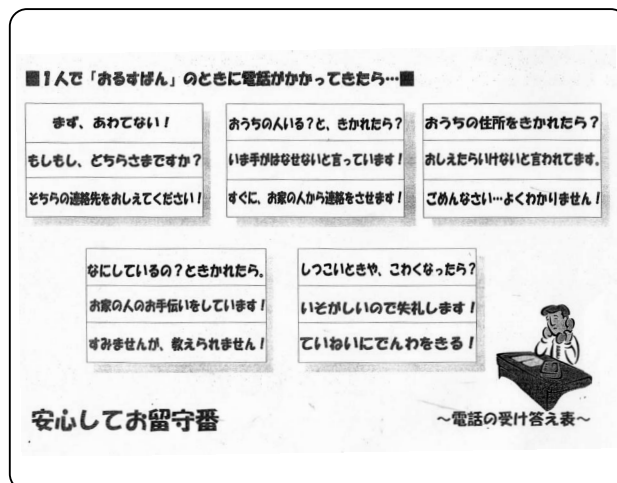 ■1人で「おるすばん」のときに電話がかかってきたら…■
まず、あわてない！
もしもし、どちらさまですか？
そちらの連絡先をおしえてください！
おうちの人いる？と、きかれたら？
いま手がはなせないと言っています！
すぐに、お家の人から連絡をさせます！
おうちの住所をきかれたら？
おしえたらいけないと言われてます。
ごめんなさい…よくわかりません！
なにしているの？ときかれたら。
お家の人のお手伝いをしています！
すみませんが、教えられません！
しつこいときや、こわくなったら？
いそがしいので失礼します！
ていねいにでんわをきる！
安心してお留守番
～電話の受け答え表～